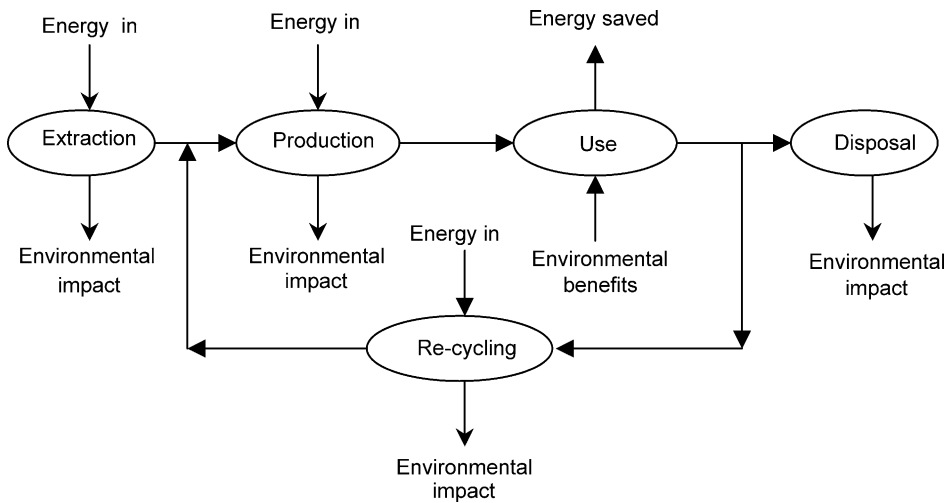 Energy in
Energy in
Energy saved
Extraction
Production
Use
Disposal
Environmental
impact
Environmental
impact
Energy in
Environmental
benefits
Environmental
impact
Re-cycling
Environmental
impact